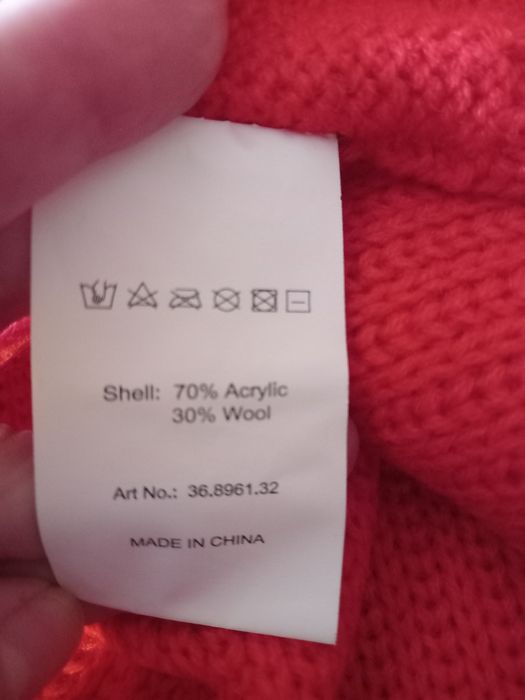 Shell: 70% Acrylic
30% Wool
Art No.: 36.8961.32
MADE IN CHINA